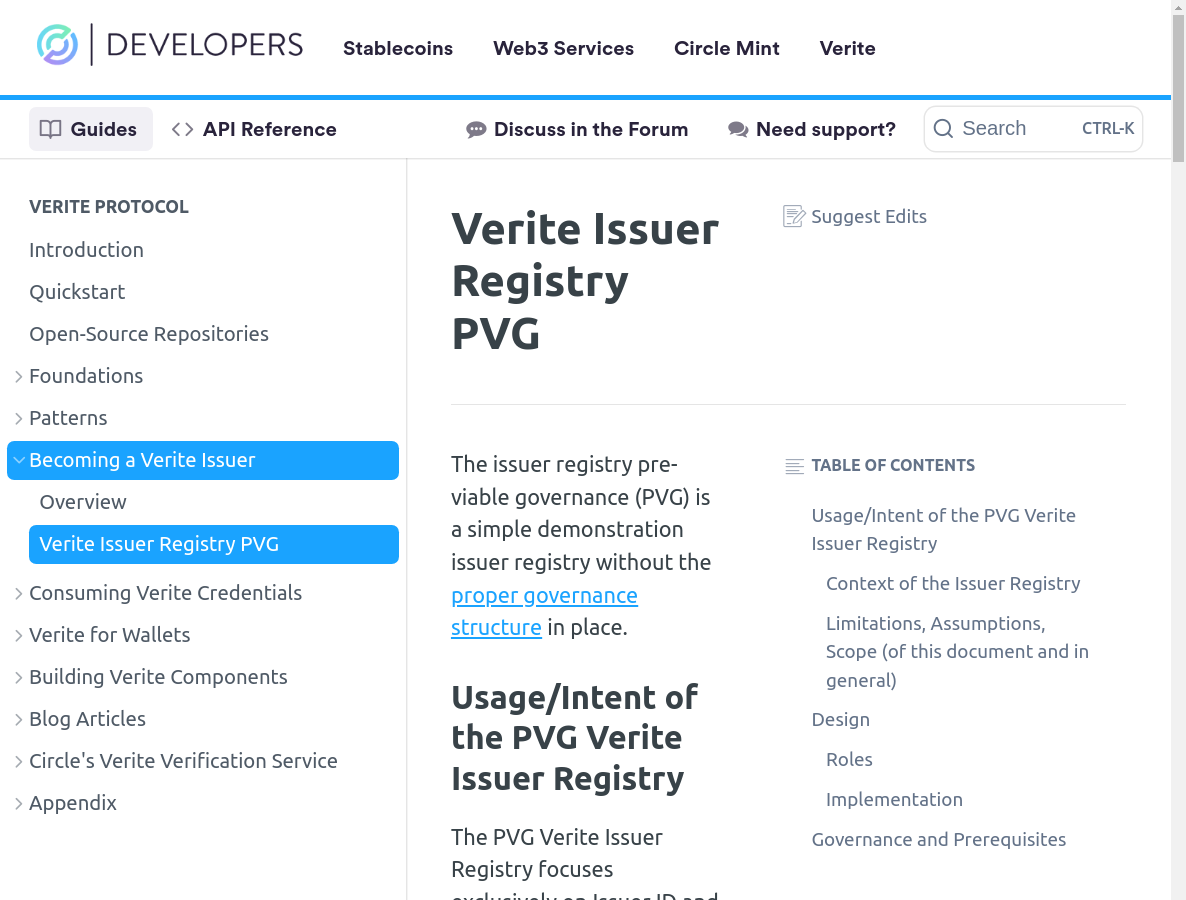 DEVELOPERS
Stablecoins
Web3 Services
Circle Mint
Verite
Guides
API Reference
Discuss in the Forum
Need support?
Search
CTRL-K
VERITE PROTOCOL
Introduction
Quickstart
Open-Source Repositories
Foundations
Patterns
Becoming a Verite Issuer
Overview
Verite Issuer Registry PVG
Consuming Verite Credentials
Verite for Wallets
Building Verite Components
Blog Articles
Circle's Verite Verification Service
Appendix
Verite Issuer
Registry
PVG
Suggest Edits
The issuer registry pre-
viable governance (PVG) is
a simple demonstration
issuer registry without the
proper governance
structure in place.
Usage/Intent of
the PVG Verite
Issuer Registry
The PVG Verite Issuer
Registry focuses
exclusively on Issuer ID and
TABLE OF CONTENTS
Usage/Intent of the PVG Verite
Issuer Registry
Context of the Issuer Registry
Limitations, Assumptions,
Scope (of this document and in
general)
Design
Roles
Implementation
Governance and Prerequisites